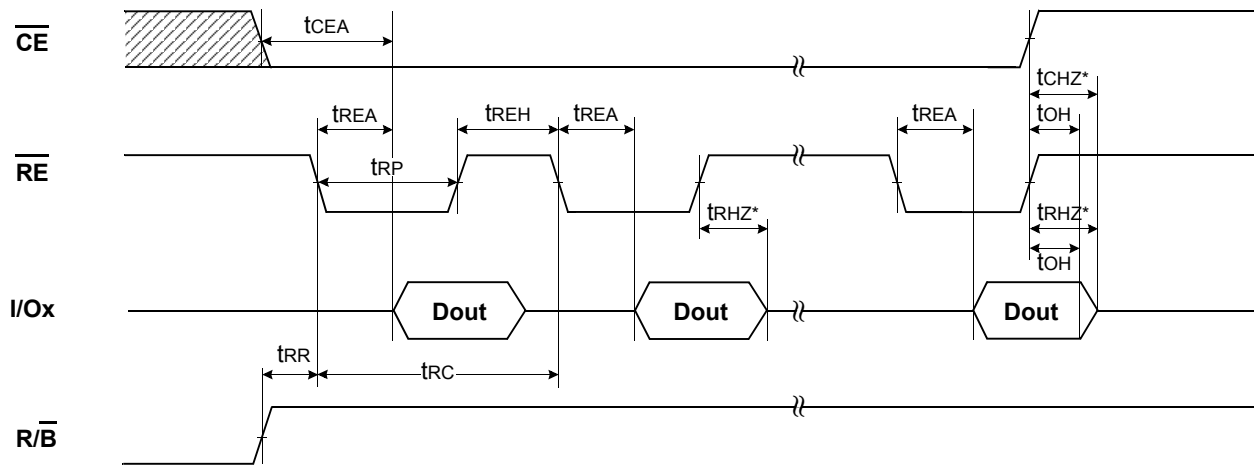 CE
tCEA
tCHZ*
tREA
tREH
tREA
tREA
tOH
RE
tRP
tRHZ*
tRHZ*
tOH
I/Ox
Dout
Dout
Dout
tRR
tRC
R/B